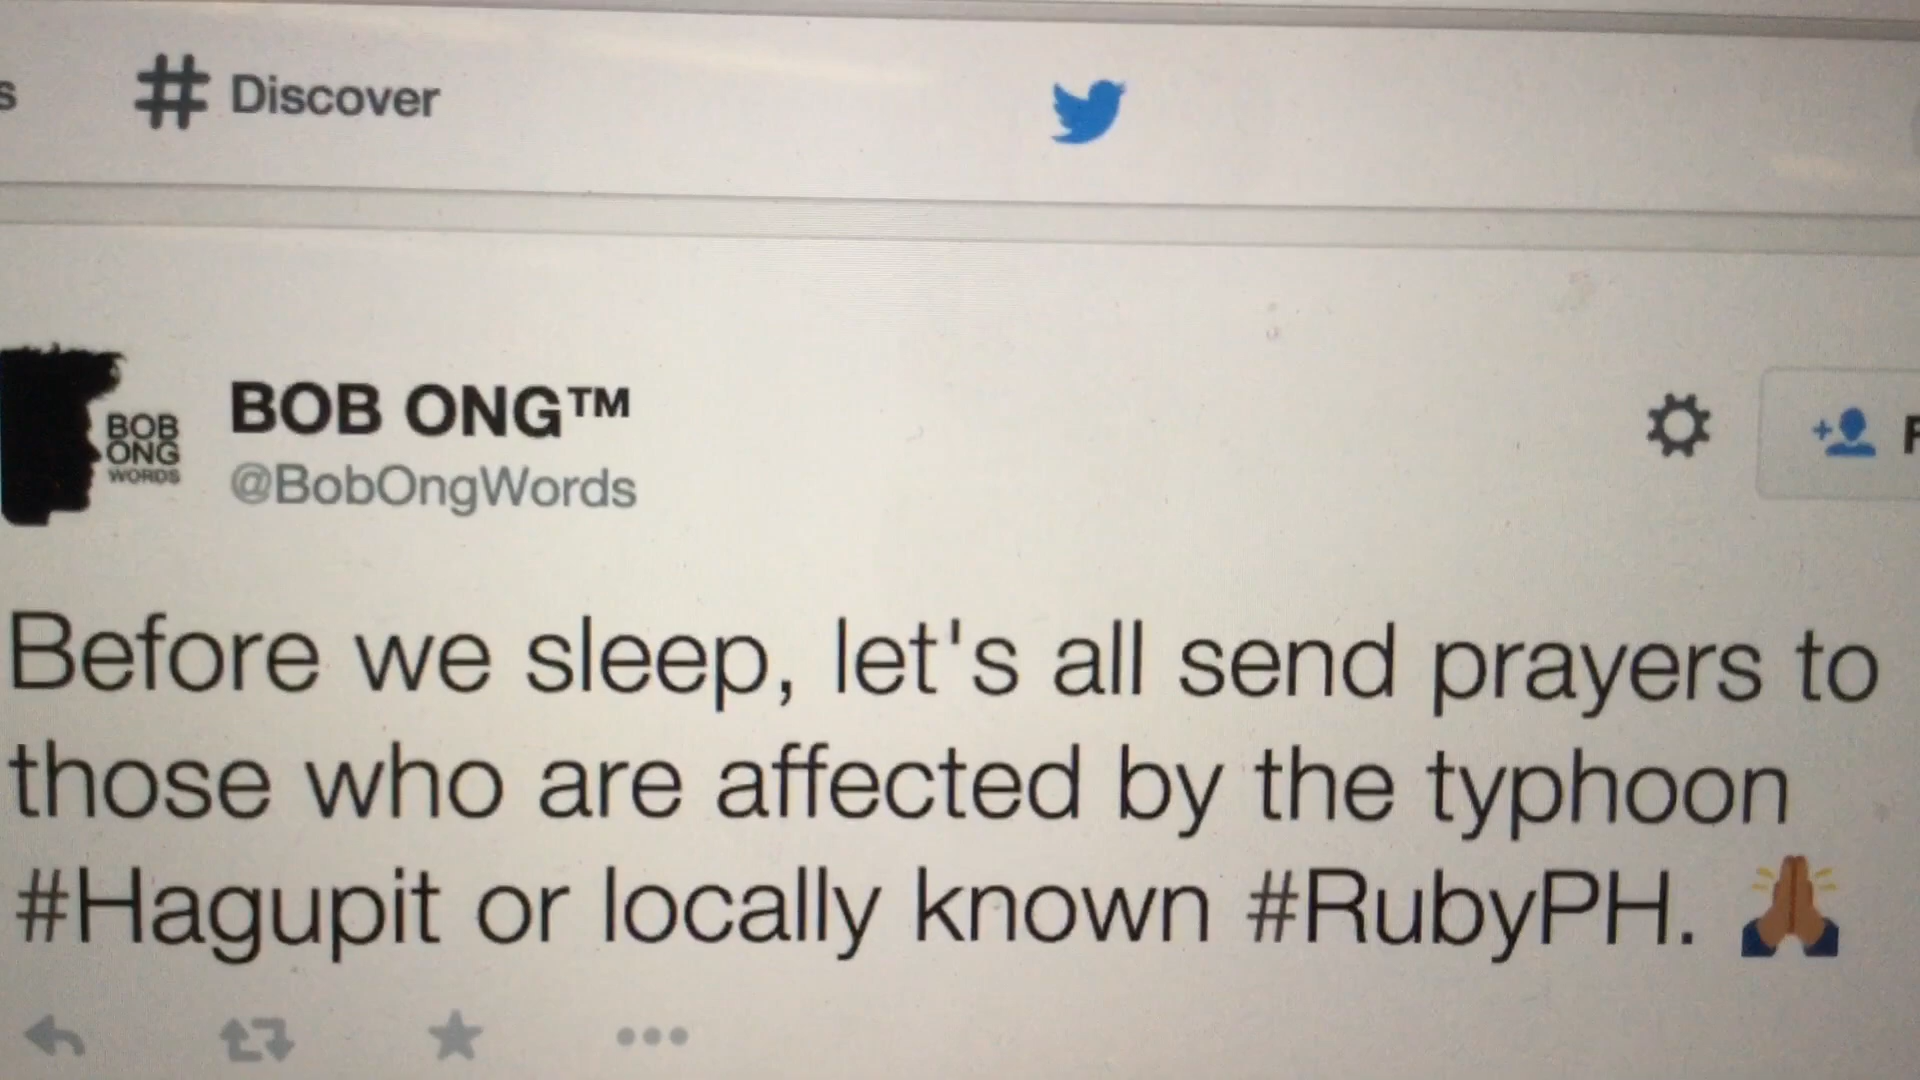 # Discover
BOB ONG WORDS
BOB ONG™
@BobOngWords
Before we sleep, let's all send prayers to
those who are affected by the typhoon
#Hagupit or locally known #RubyPH. 🙏